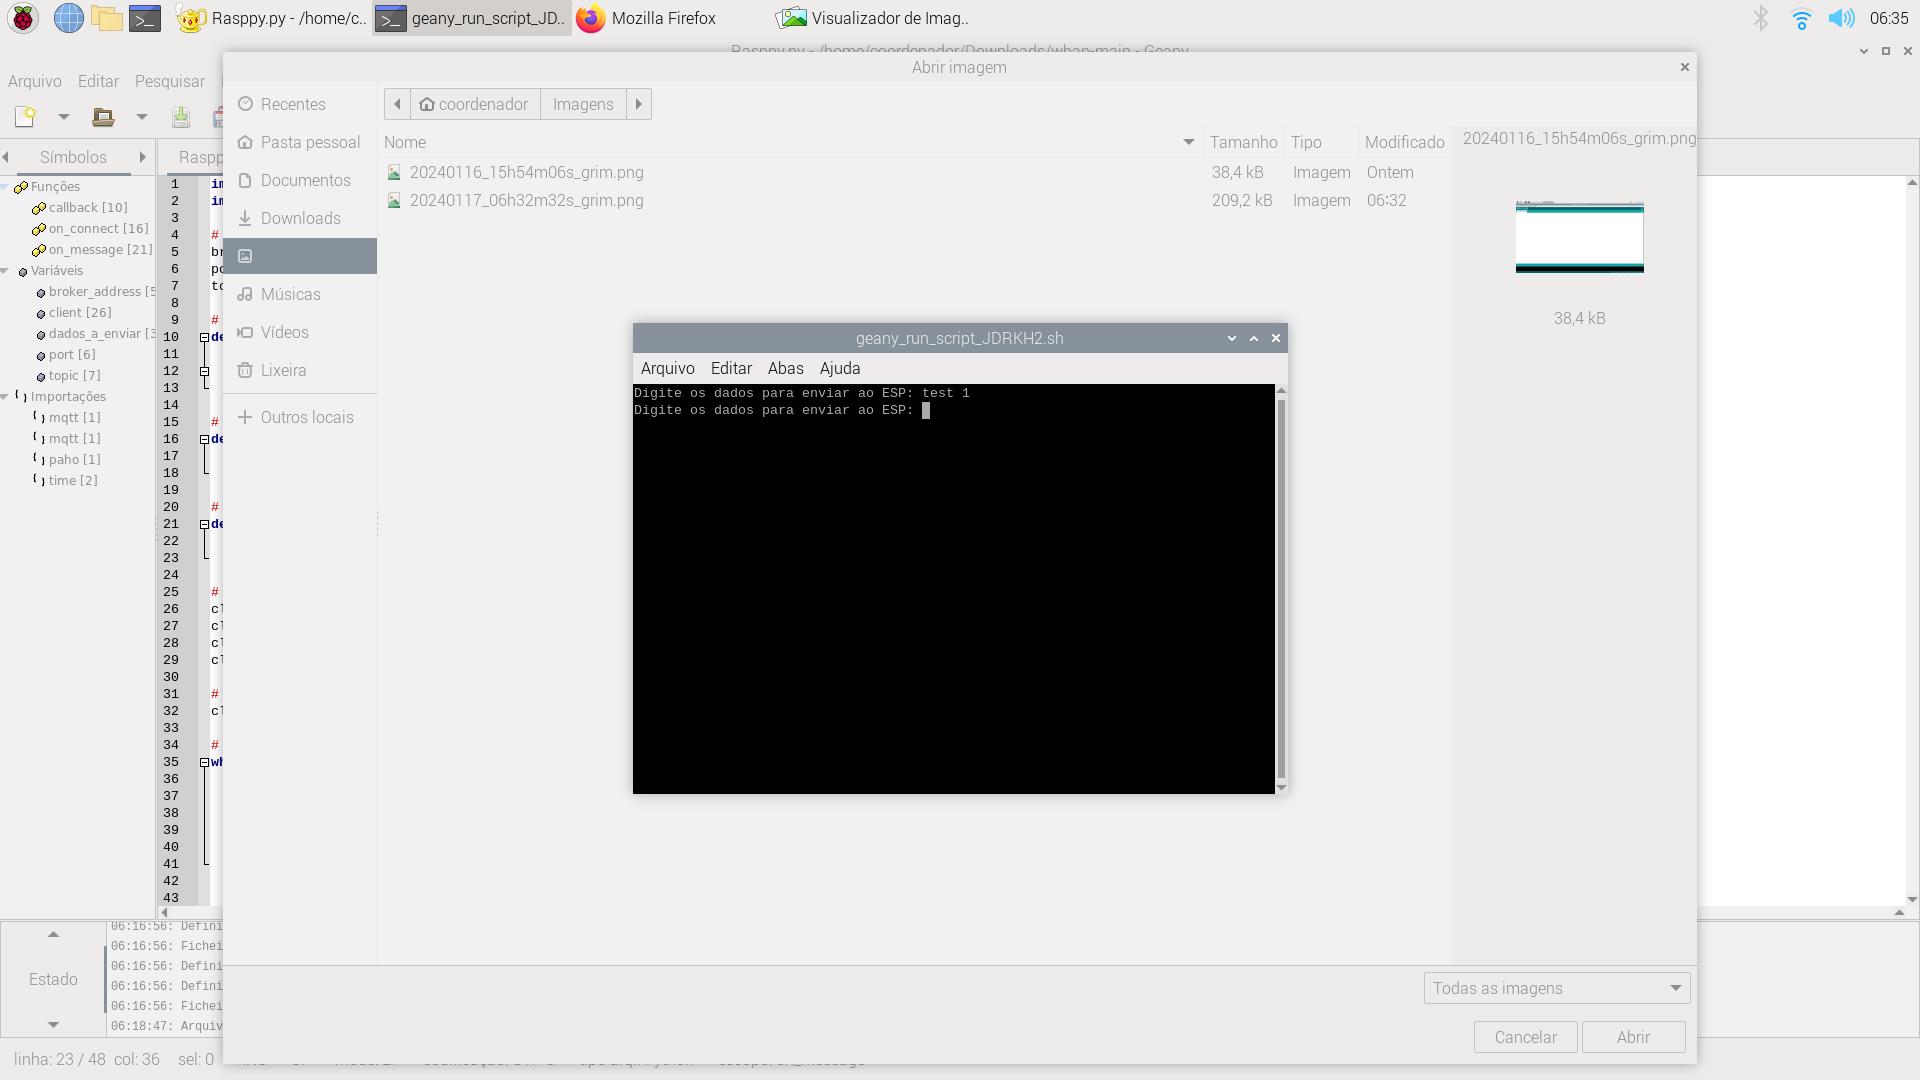 Rasppy.py - /home/c..
geany_run_script_JD..
Mozilla Firefox
Visualizador de Imag..
06:35
Rasppy.py - /home/coordenador/Downloads/wban-main - Geany
Arquivo Editar Pesquisar
Abrir imagem
Recentes
Pasta pessoal
Documentos
Downloads
Músicas
Vídeos
Lixeira
Outros locais
coordenador Imagens
Nome Tamanho Tipo Modificado
20240116_15h54m06s_grim.png 38,4 kB Imagem Ontem
20240117_06h32m32s_grim.png 209,2 kB Imagem 06:32
20240116_15h54m06s_grim.png
38,4 kB
Símbolos
Funções
callback [10]
on_connect [16]
on_message [21]
Variáveis
broker_address [5
client [26]
dados_a_enviar [3
port [6]
topic [7]
Importações
mqtt [1]
mqtt [1]
paho [1]
time [2]
Raspp
1 im
2 im
3
4 #
5 br
6 po
7 to
8
9 #
10 de
11
12
13
14
15 #
16 de
17
18
19
20 #
21 de
22
23
24
25 #
26 cl
27 cl
28 cl
29 cl
30
31 #
32 cl
33
34 #
35 wh
36
37
38
39
40
41
42
43
geany_run_script_JDRKH2.sh
Arquivo Editar Abas Ajuda
Digite os dados para enviar ao ESP: test 1
Digite os dados para enviar ao ESP:
Estado
06:16:56: Defini
06:16:56: Fichei
06:16:56: Defini
06:16:56: Defini
06:16:56: Fichei
06:18:47: Arquiv
Todas as imagens
Cancelar Abrir
linha: 23 / 48 col: 36 sel: 0